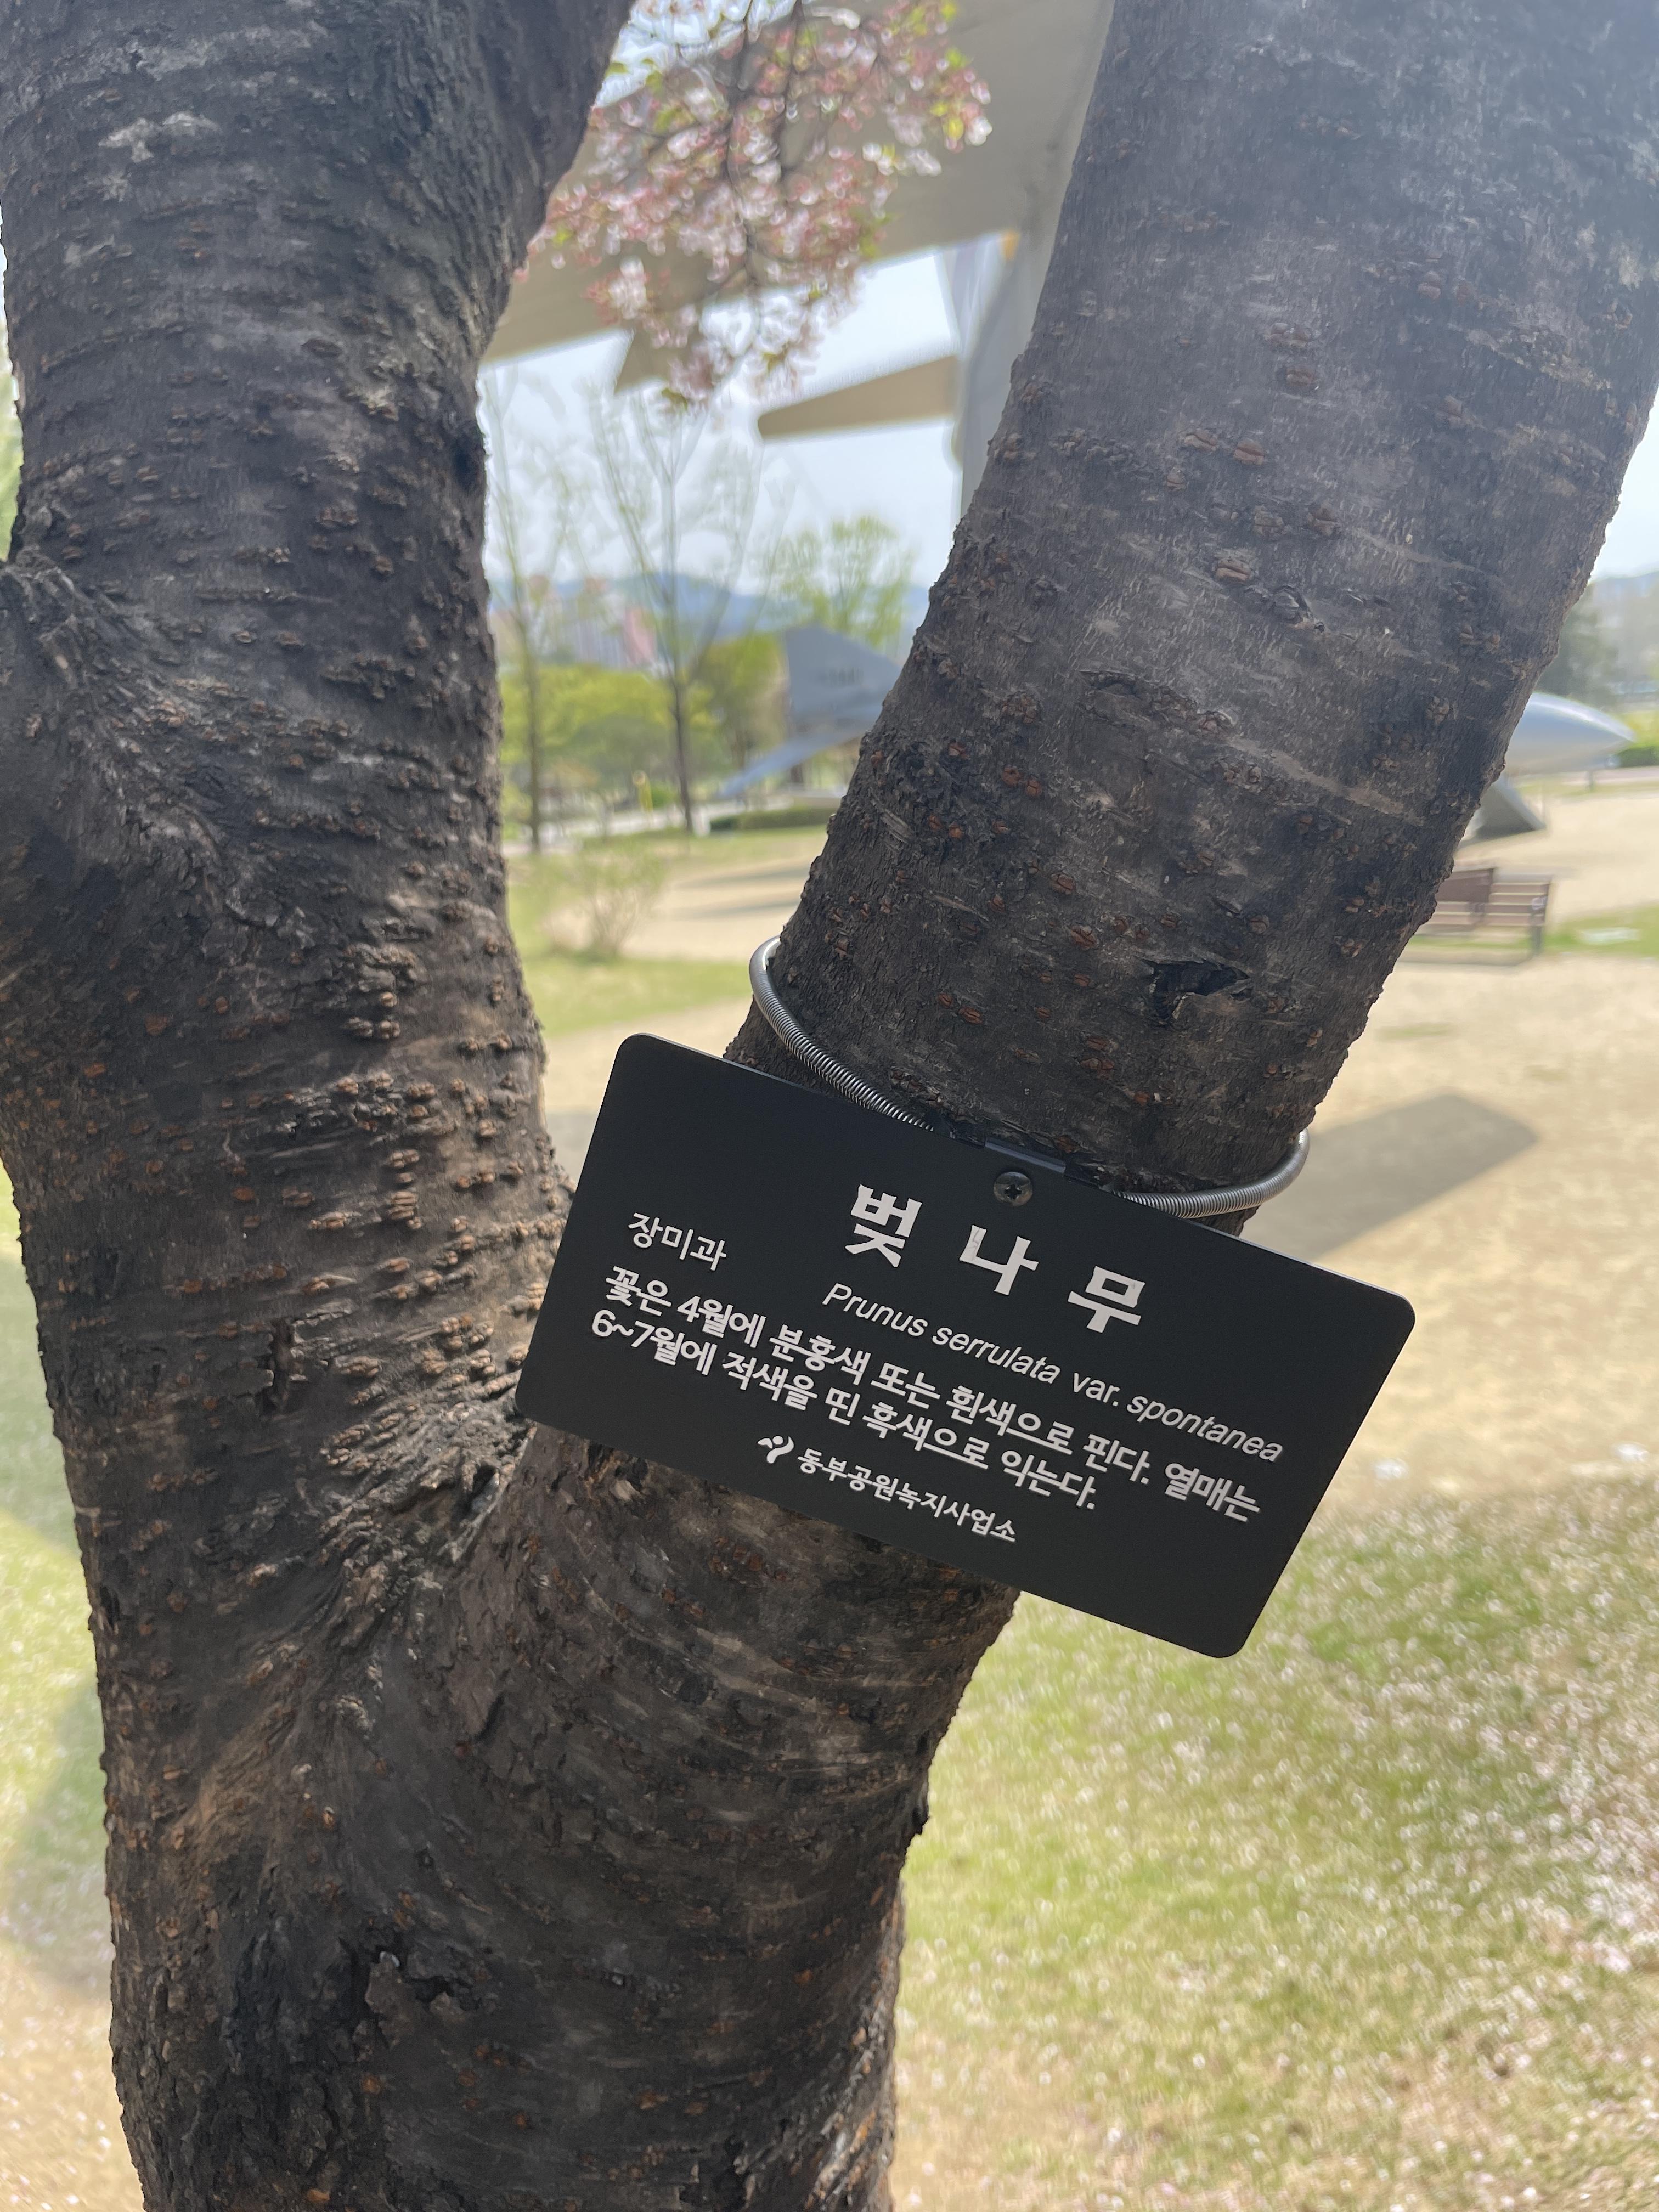 벚 나 무
장미과
Prunus serrulata var. spontanea
꽃은 4월에 분홍색 또는 흰색으로 핀다. 열매는
6~7월에 적색을 띤 흑색으로 익는다.
동부공원녹지사업소